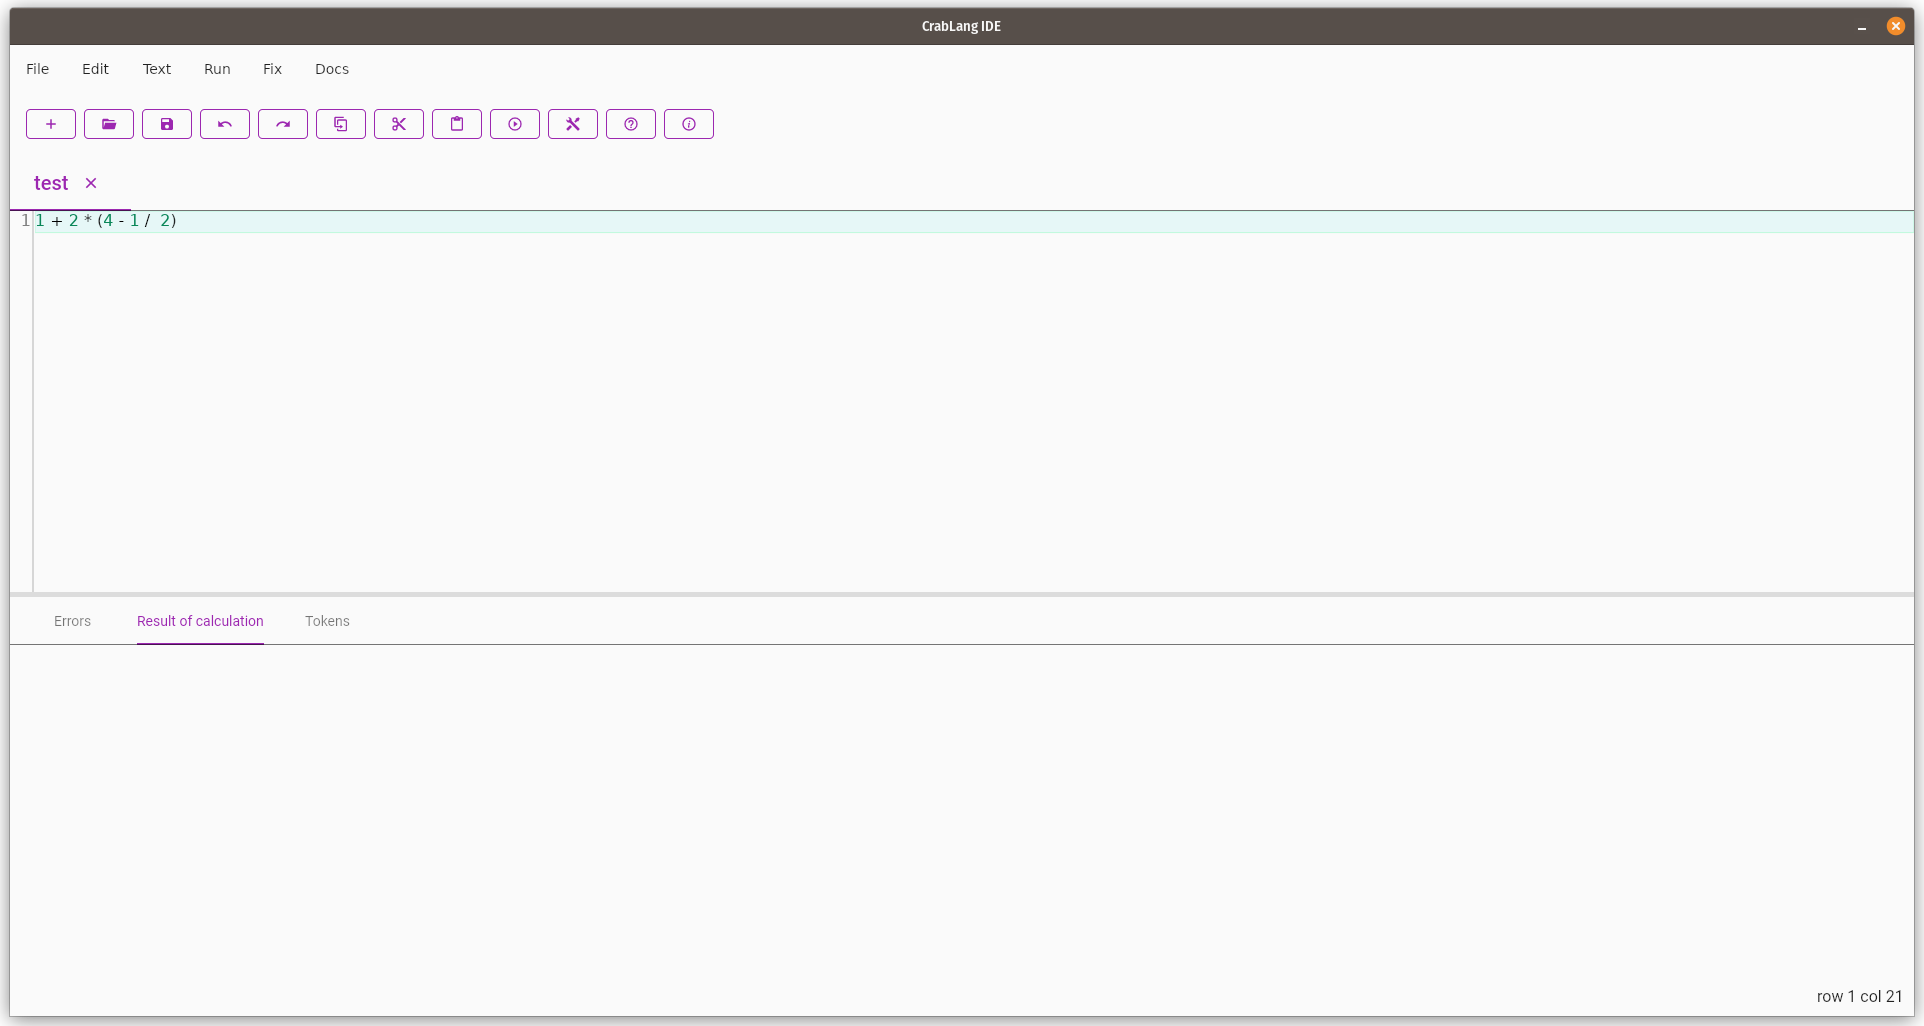 CrabLang IDE
File Edit Text Run Fix Docs
test
1 1 + 2 * (4 - 1 /  2)
Errors Result of calculation Tokens
row 1 col 21